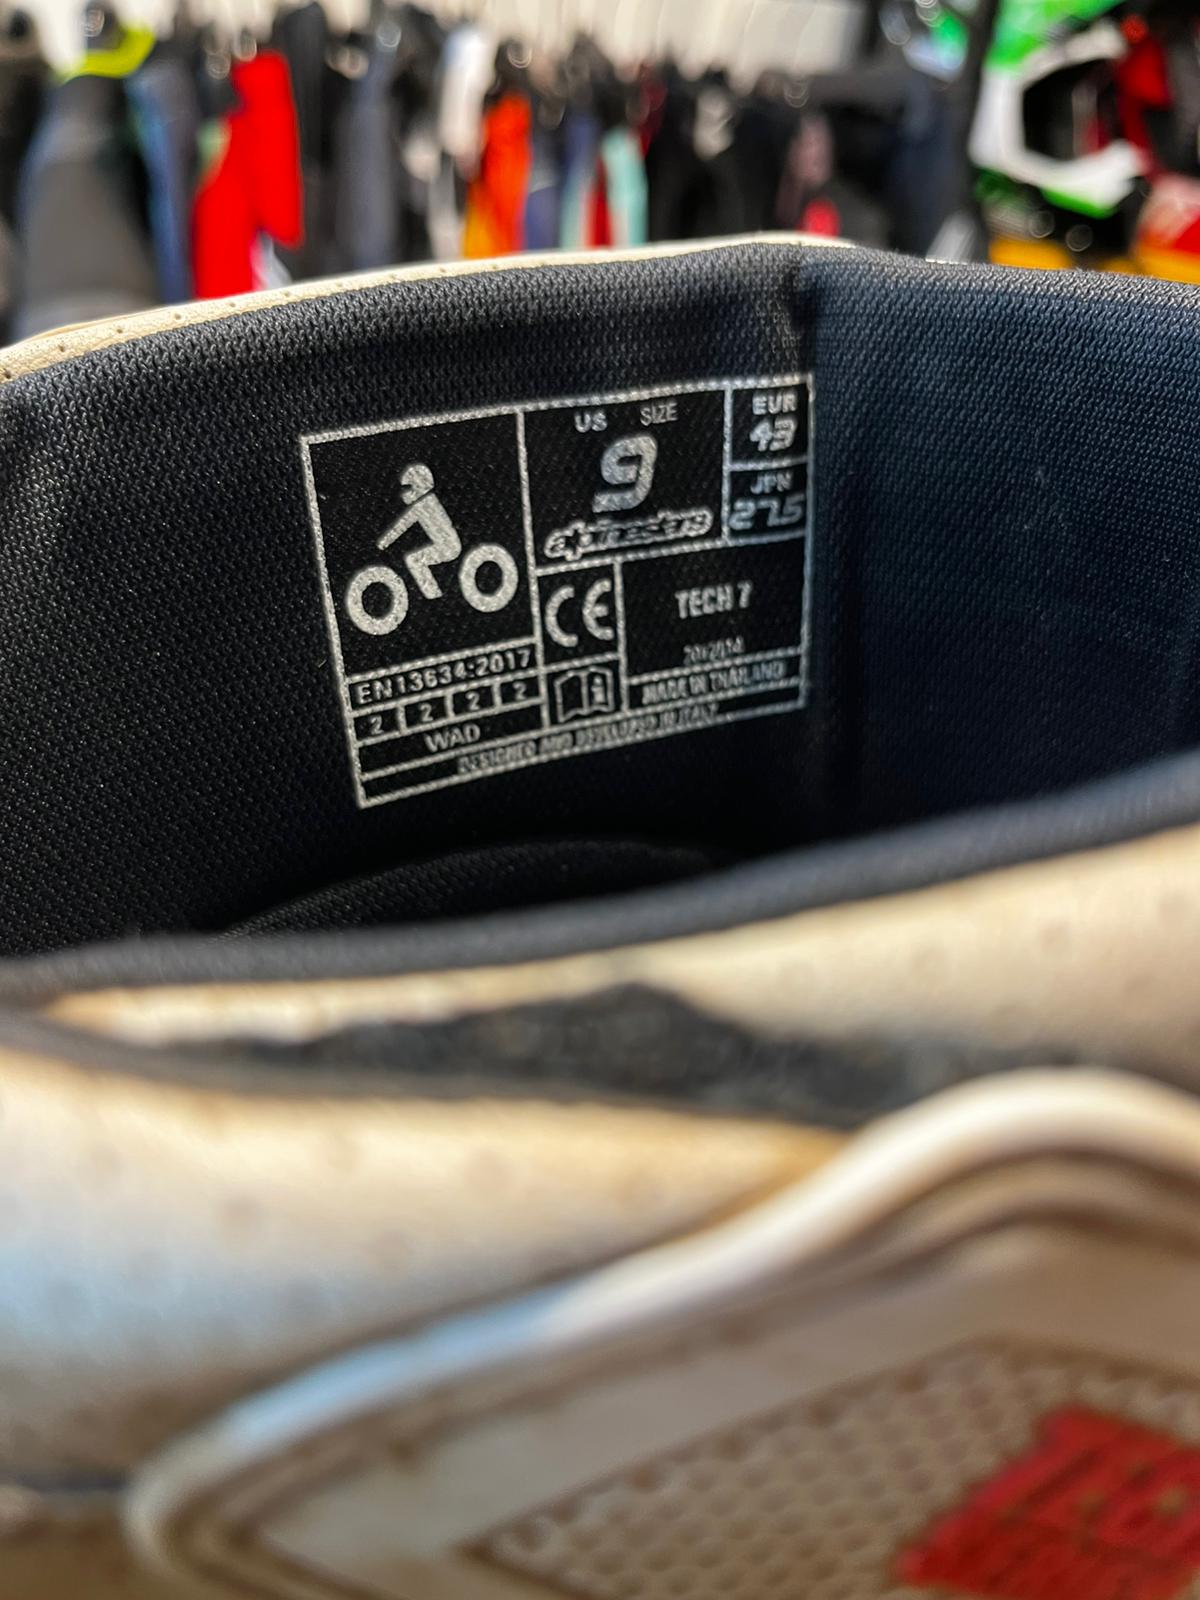 US SIZE
9
alpinestars
EUR
43
JPN
27.5
CE
TECH 7
EN13634:2017
2 2 2 2
WAD
MADE IN THAILAND
DESIGNED AND DEVELOPED IN ITALY